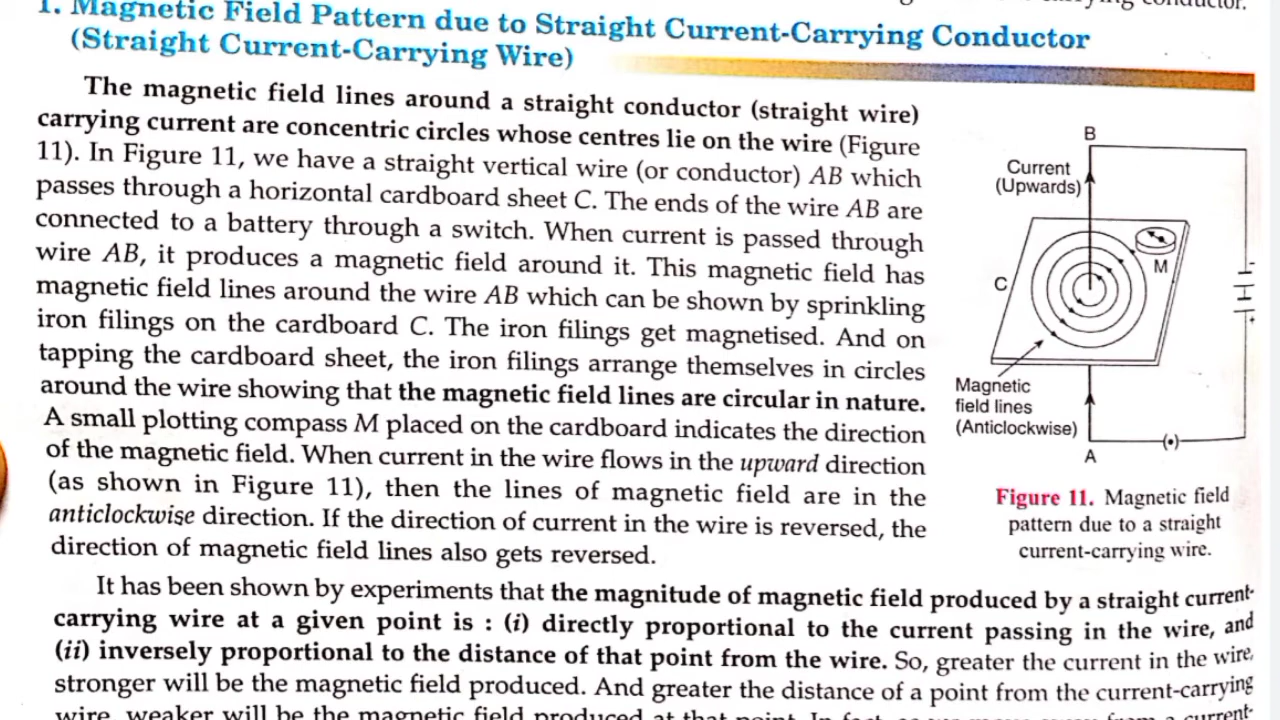 1. Magnetic Field Pattern due to Straight Current-Carrying Conductor
(Straight Current-Carrying Wire)
The magnetic field lines around a straight conductor (straight wire)
carrying current are concentric circles whose centres lie on the wire (Figure
11). In Figure 11, we have a straight vertical wire (or conductor) AB which
passes through a horizontal cardboard sheet C. The ends of the wire AB are
connected to a battery through a switch. When current is passed through
wire AB, it produces a magnetic field around it. This magnetic field has
magnetic field lines around the wire AB which can be shown by sprinkling
iron filings on the cardboard C. The iron filings get magnetised. And on
tapping the cardboard sheet, the iron filings arrange themselves in circles
around the wire showing that the magnetic field lines are circular in nature.
A small plotting compass M placed on the cardboard indicates the direction
of the magnetic field. When current in the wire flows in the upward direction
(as shown in Figure 11), then the lines of magnetic field are in the
anticlockwise direction. If the direction of current in the wire is reversed, the
direction of magnetic field lines also gets reversed.
B
Current
(Upwards)
M
C
Magnetic
field lines
(Anticlockwise)
A
Figure 11. Magnetic field
pattern due to a straight
current-carrying wire.
It has been shown by experiments that the magnitude of magnetic field produced by a straight current-
carrying wire at a given point is : (i) directly proportional to the current passing in the wire, and
(ii) inversely proportional to the distance of that point from the wire. So, greater the current in the wire,
stronger will be the magnetic field produced. And greater the distance of a point from the current-carrying
wire, weaker will be the magnetic field produced at that point.